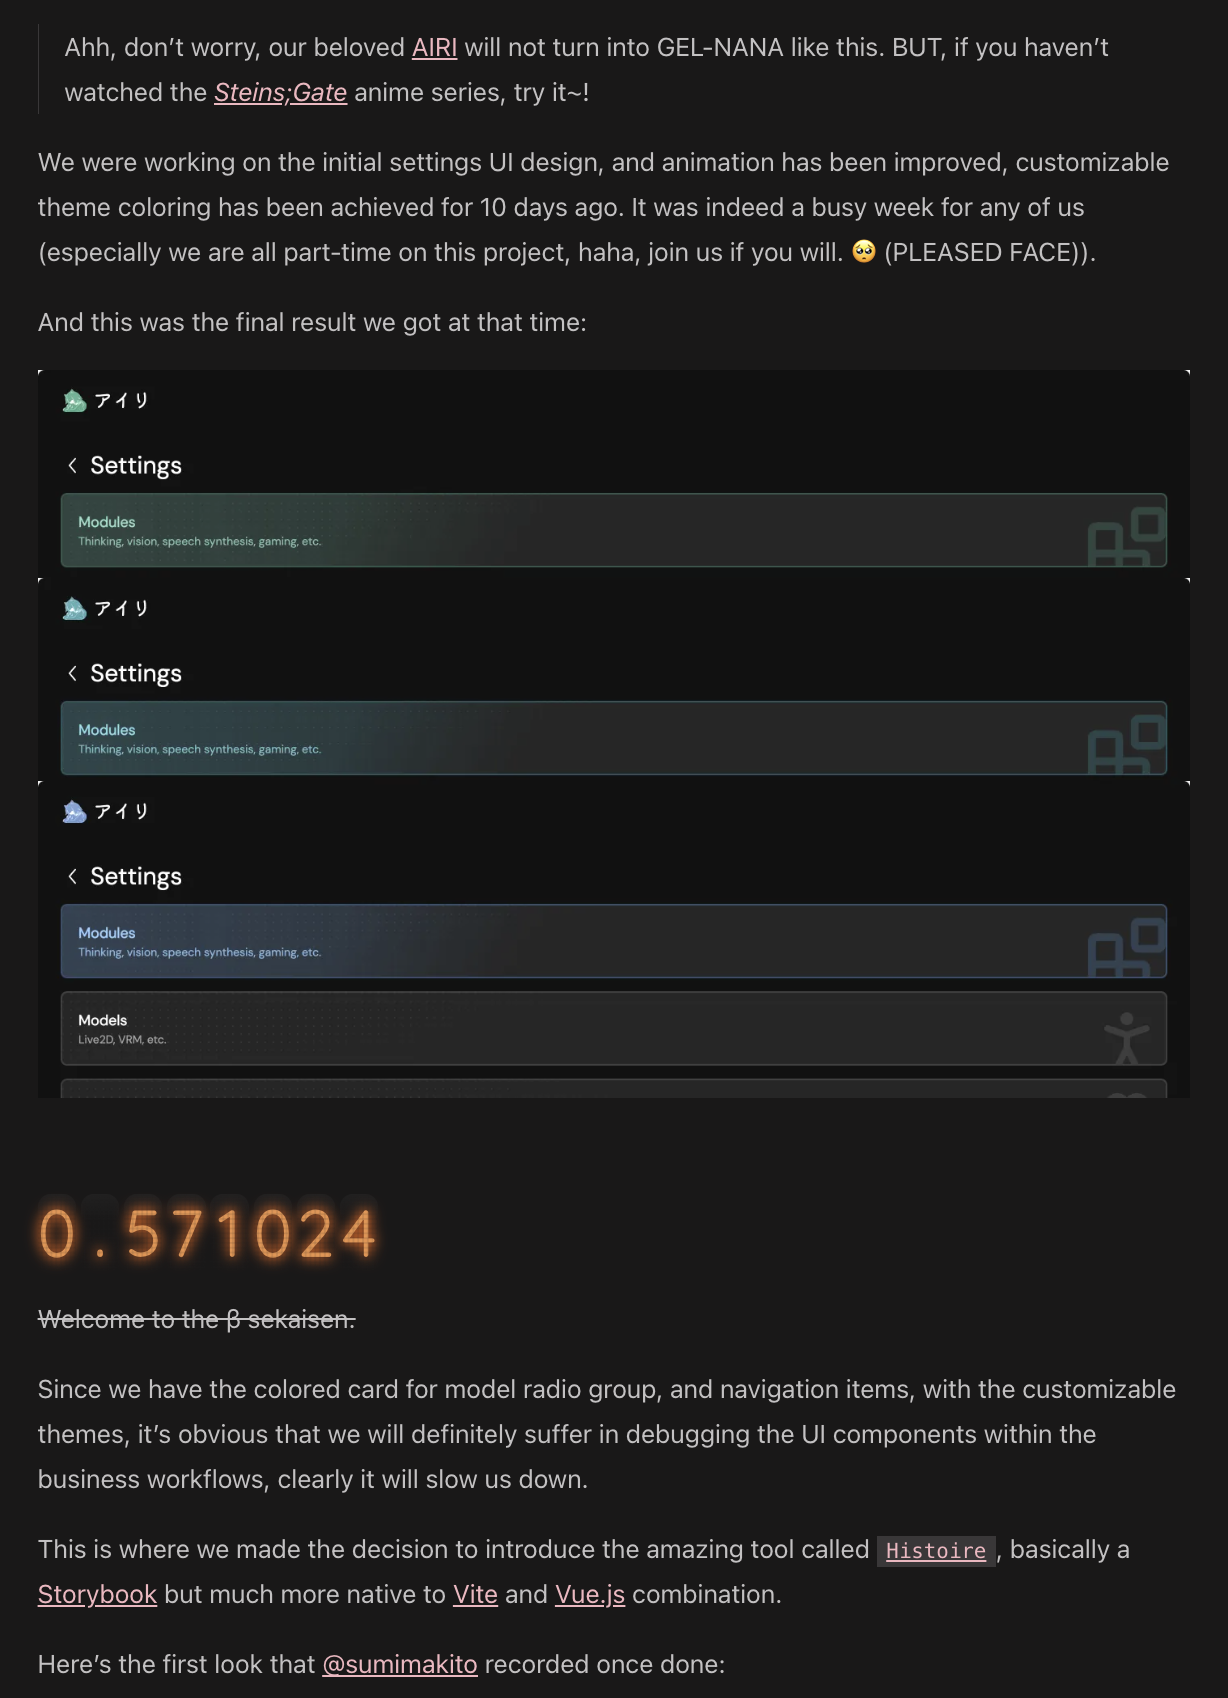 Ahh, don’t worry, our beloved AIRI will not turn into GEL-NANA like this. BUT, if you haven’t
watched the Steins;Gate anime series, try it~!
We were working on the initial settings UI design, and animation has been improved, customizable
theme coloring has been achieved for 10 days ago. It was indeed a busy week for any of us
(especially we are all part-time on this project, haha, join us if you will. 🥺 (PLEASED FACE)).
And this was the final result we got at that time:
アイリ
Settings
Modules
Thinking, vision, speech synthesis, gaming, etc.
アイリ
Settings
Modules
Thinking, vision, speech synthesis, gaming, etc.
アイリ
Settings
Modules
Thinking, vision, speech synthesis, gaming, etc.
Models
Live2D, VRM, etc.
0.571024
Welcome to the β sekaisen.
Since we have the colored card for model radio group, and navigation items, with the customizable
themes, it’s obvious that we will definitely suffer in debugging the UI components within the
business workflows, clearly it will slow us down.
This is where we made the decision to introduce the amazing tool called Histoire, basically a
Storybook but much more native to Vite and Vue.js combination.
Here’s the first look that @sumimakito recorded once done: